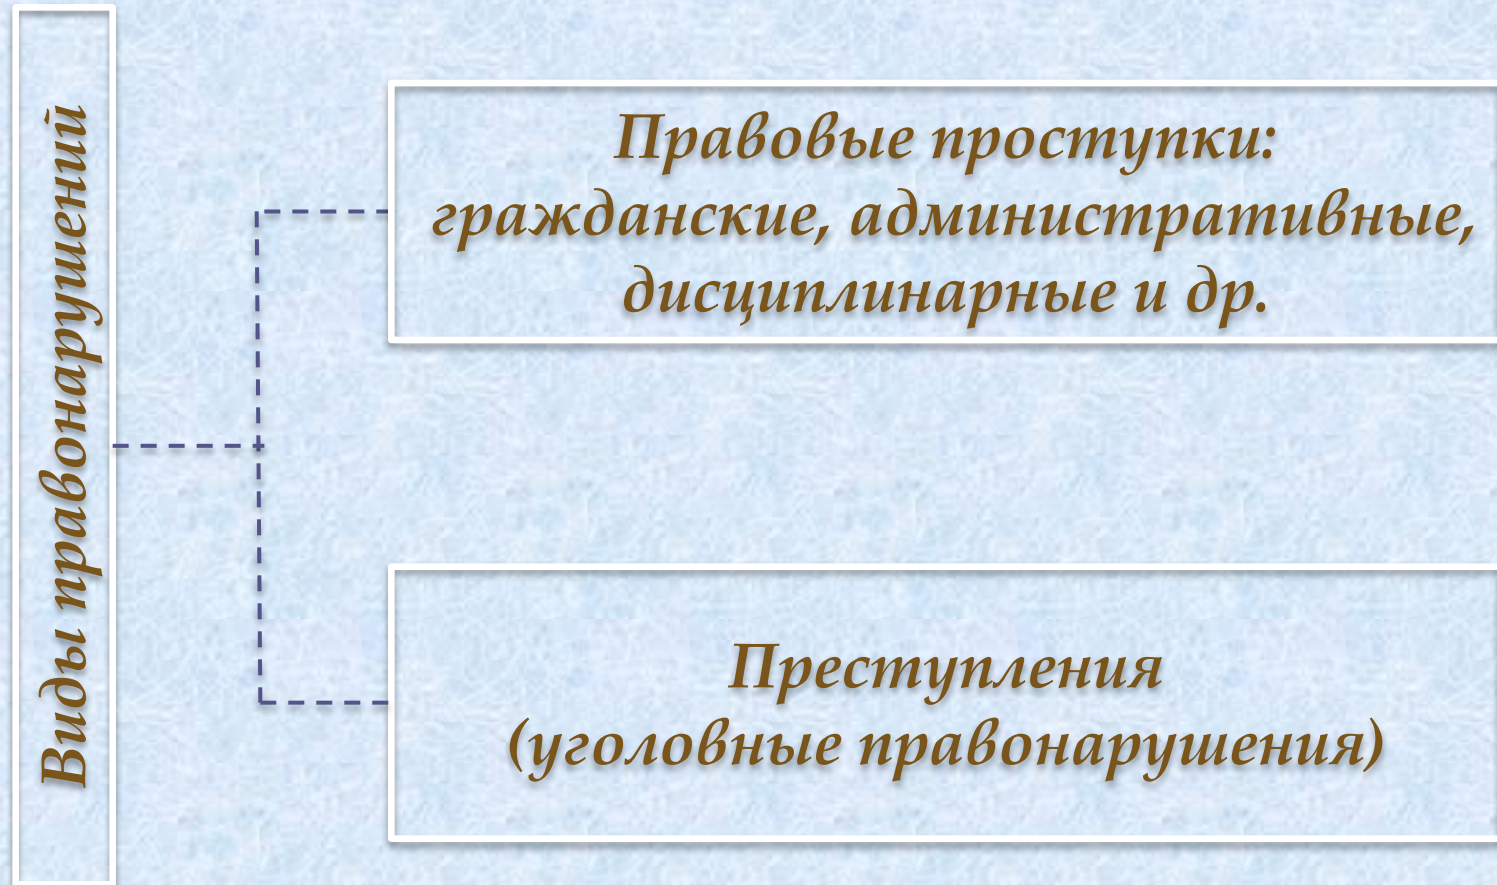 Виды правонарушений
Правовые проступки:
гражданские, административные,
дисциплинарные и др.
Преступления
(уголовные правонарушения)